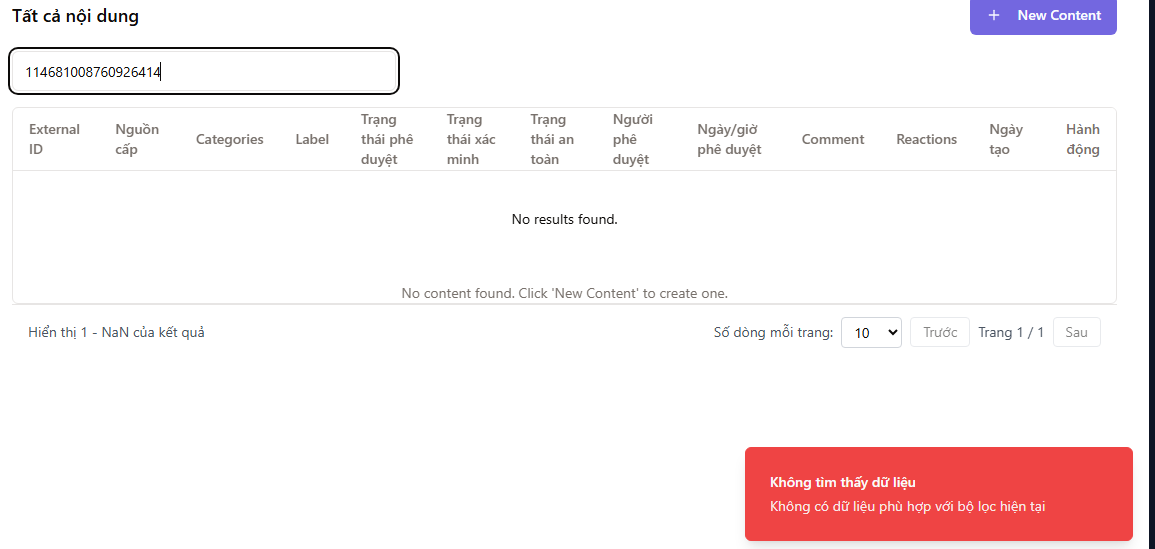 Tất cả nội dung
+ New Content
114681008760926414
External ID
Nguồn cấp
Categories
Label
Trạng thái phê duyệt
Trạng thái xác minh
Trạng thái an toàn
Người phê duyệt
Ngày/giờ phê duyệt
Comment
Reactions
Ngày tạo
Hành động
No results found.
No content found. Click 'New Content' to create one.
Hiển thị 1 - NaN của kết quả
Số dòng mỗi trang: 10 Trước Trang 1 / 1 Sau
Không tìm thấy dữ liệu
Không có dữ liệu phù hợp với bộ lọc hiện tại